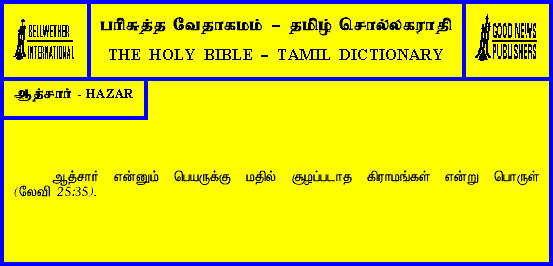 BELLWETHER
INTERNATIONAL
பரிசுத்த வேதாகமம் – தமிழ் சொல்லகராதி
THE HOLY BIBLE – TAMIL DICTIONARY
GOOD NEWS
PUBLISHERS
ஆத்சார் - HAZAR
ஆத்சார் என்னும் பெயருக்கு மதில் சூழப்படாத கிராமங்கள் என்று பொருள்
(லேவி 25:35).